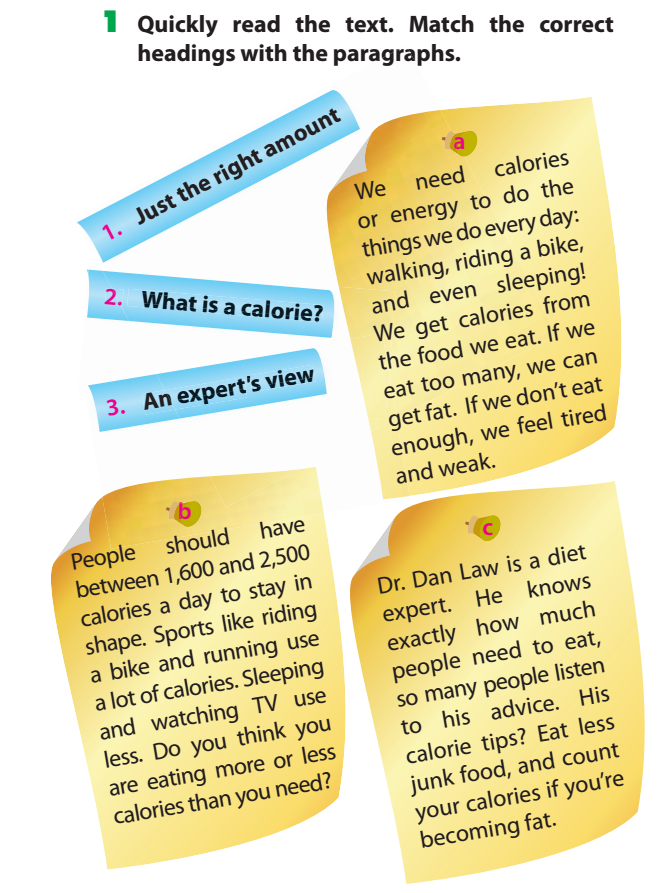 1 Quickly read the text. Match the correct
headings with the paragraphs.
1. Just the right amount
2. What is a calorie?
3. An expert's view
a
We need calories
or energy to do the
things we do every day:
walking, riding a bike,
and even sleeping!
We get calories from
the food we eat. If we
eat too many, we can
get fat. If we don't eat
enough, we feel tired
and weak.
b
People should have
between 1,600 and 2,500
calories a day to stay in
shape. Sports like riding
a bike and running use
a lot of calories. Sleeping
and watching TV use
less. Do you think you
are eating more or less
calories than you need?
c
Dr. Dan Law is a diet
expert. He knows
exactly how much
people need to eat,
so many people listen
to his advice. His
calorie tips? Eat less
junk food, and count
your calories if you're
becoming fat.